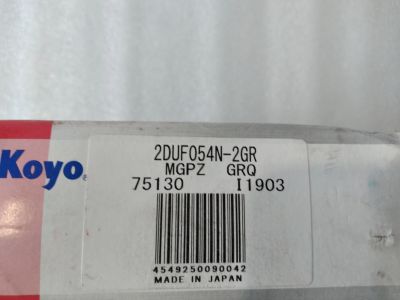 Koyo
2DUF054N-2GR
MGPZ GRQ
75130 I1903
4549250090042
MADE IN JAPAN